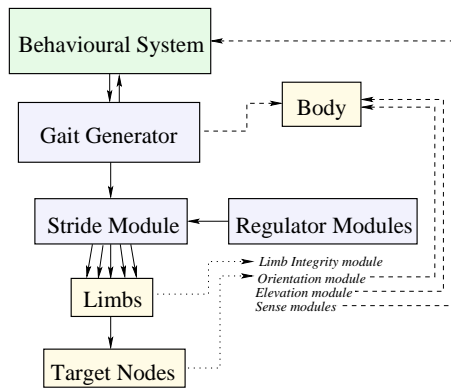 Behavioural System
Gait Generator
Body
Stride Module
Regulator Modules
Limb Integrity module
Orientation module
Elevation module
Sense modules
Limbs
Target Nodes